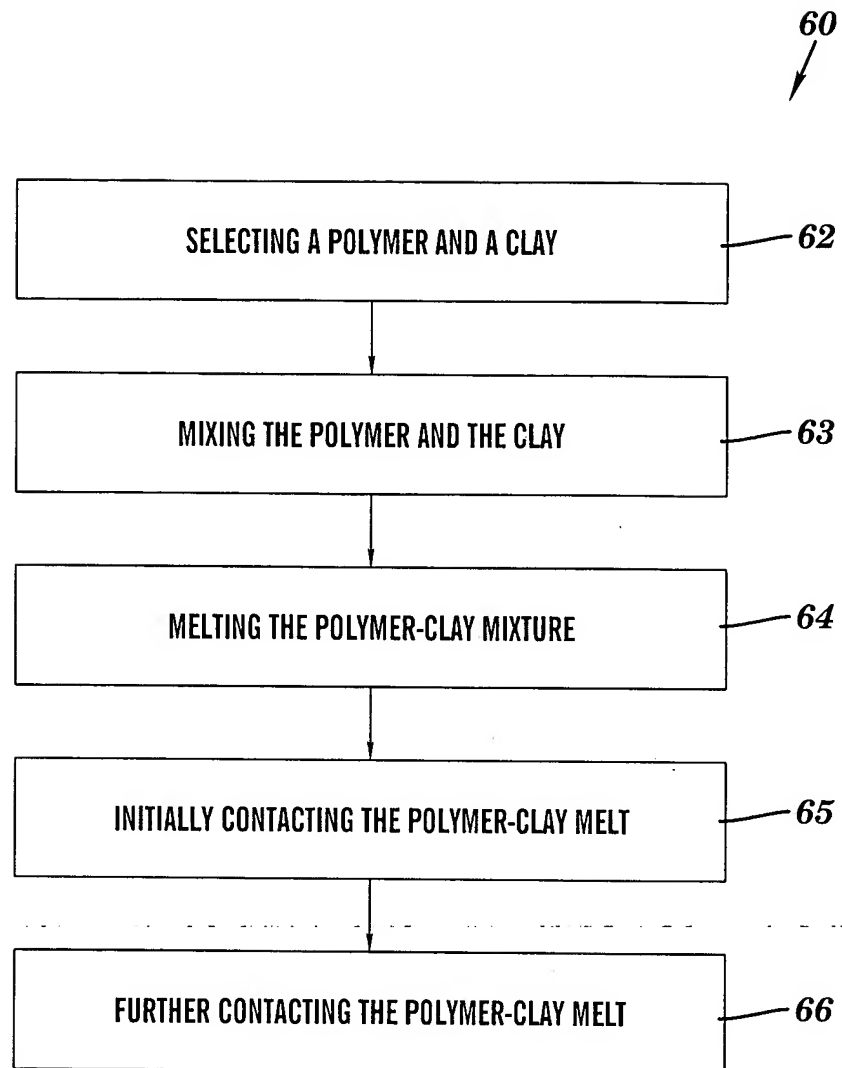 60
SELECTING A POLYMER AND A CLAY
62
MIXING THE POLYMER AND THE CLAY
63
MELTING THE POLYMER-CLAY MIXTURE
64
INITIALLY CONTACTING THE POLYMER-CLAY MELT
65
FURTHER CONTACTING THE POLYMER-CLAY MELT
66